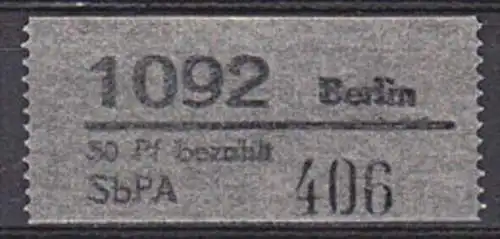 1092 Berlin
50 Pf bezahlt
SbPA 406